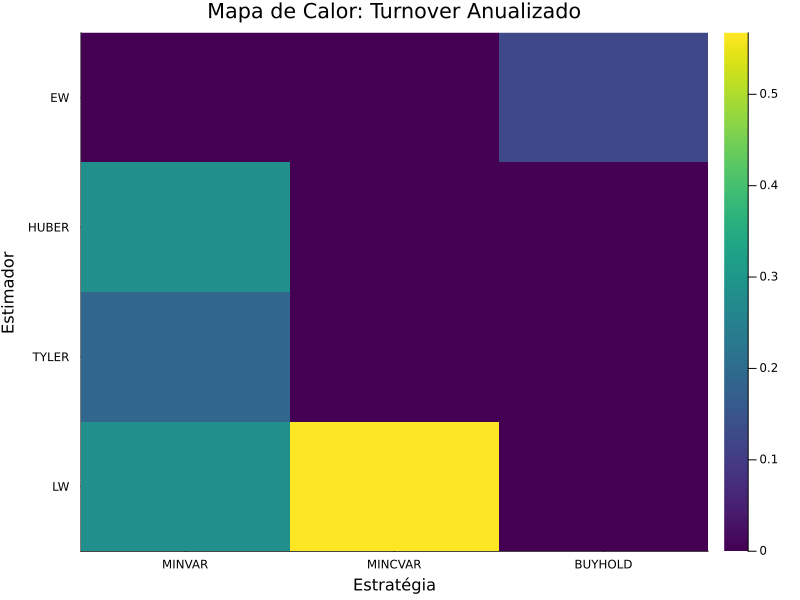 Mapa de Calor: Turnover Anualizado
Estimador
EW
HUBER
TYLER
LW
MINVAR
MINCVAR
BUYHOLD
Estratégia
0.5
0.4
0.3
0.2
0.1
0